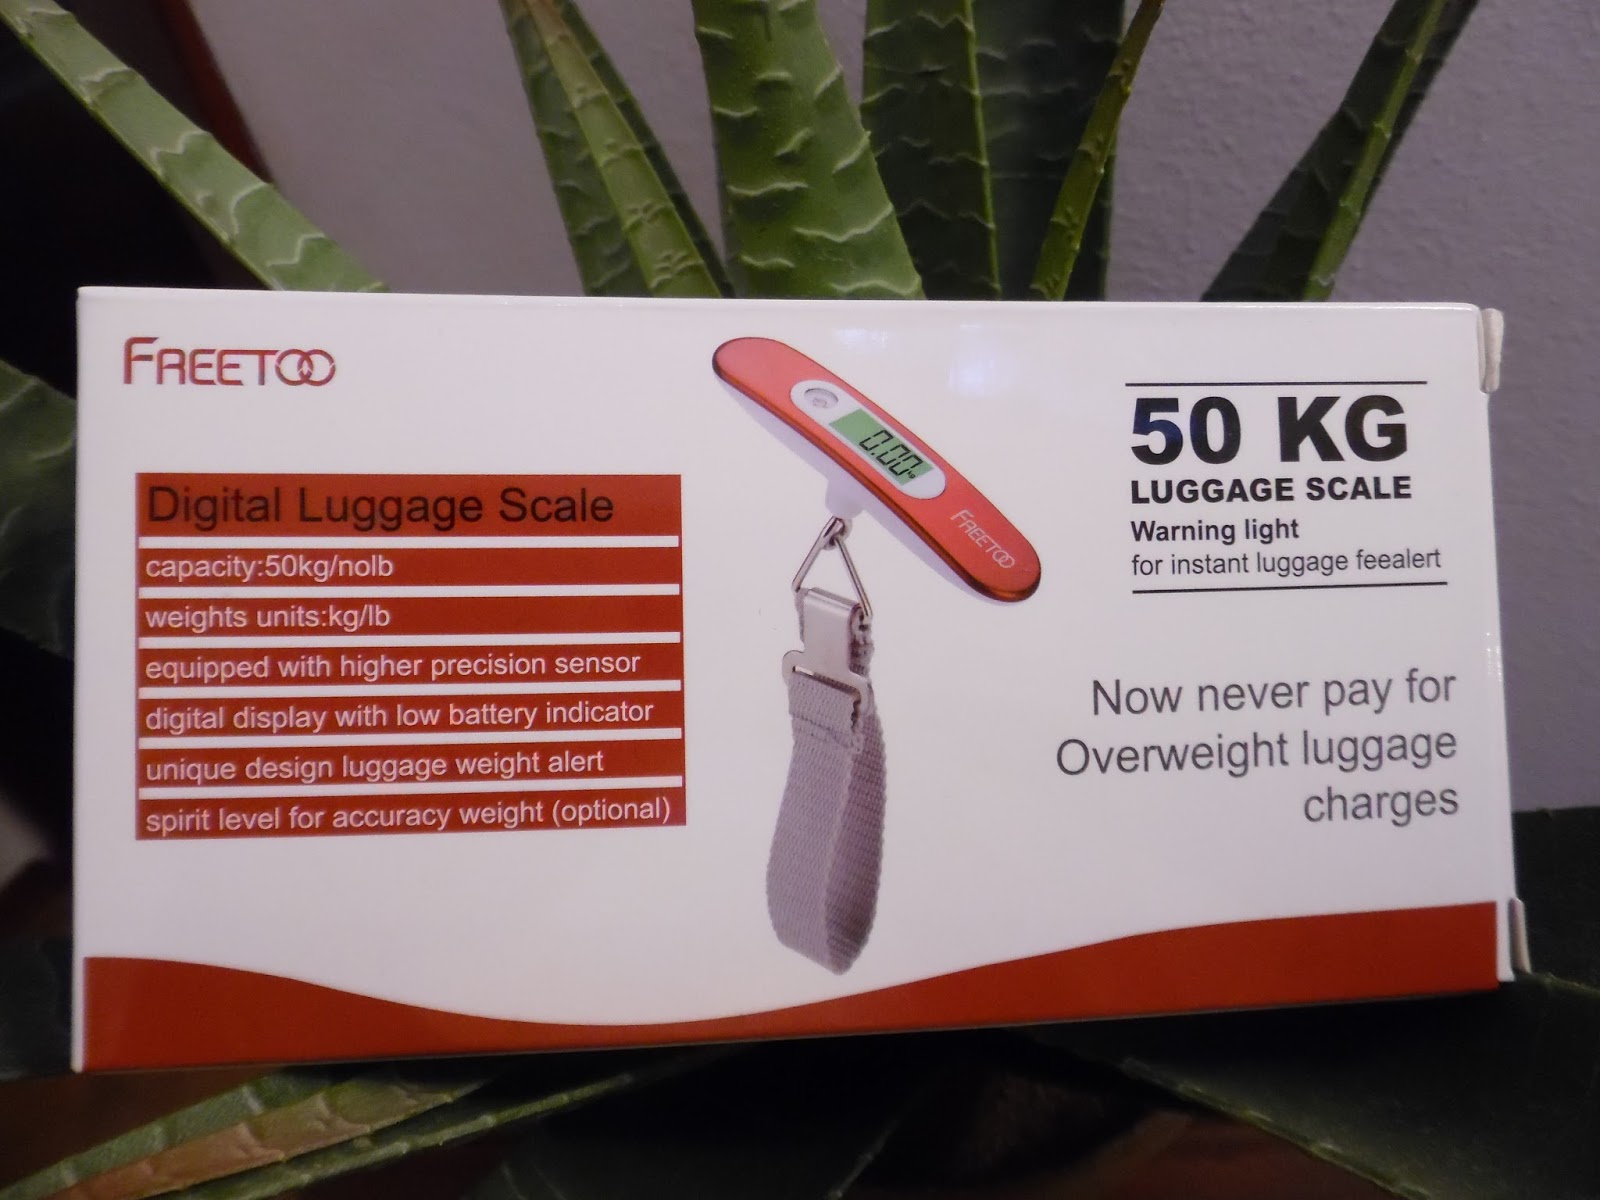 FREETOO
Digital Luggage Scale
capacity:50kg/nolb
weights units:kg/lb
equipped with higher precision sensor
digital display with low battery indicator
unique design luggage weight alert
spirit level for accuracy weight (optional)
0.00
FREETOO
50 KG
LUGGAGE SCALE
Warning light
for instant luggage feealert
Now never pay for
Overweight luggage
charges